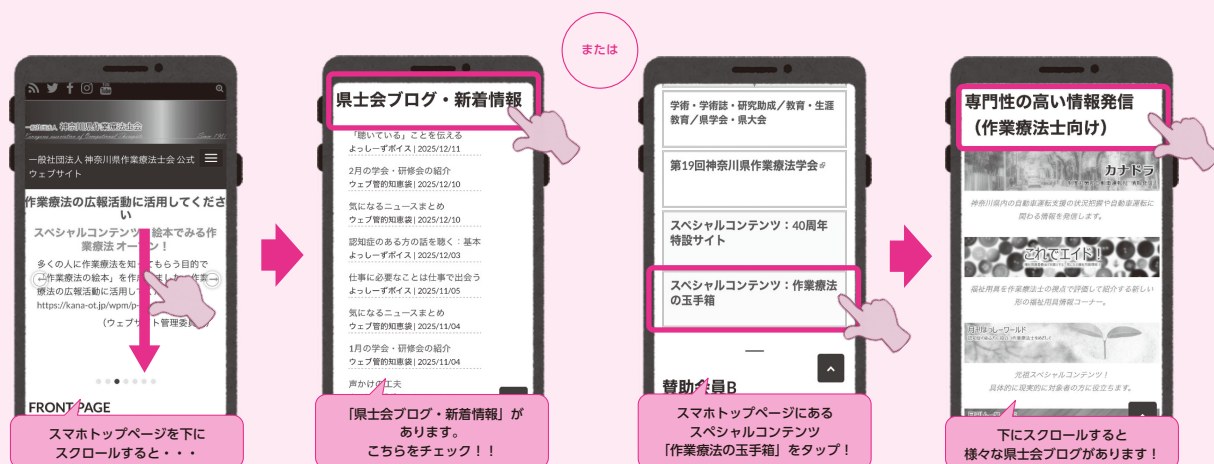 または
一般社団法人 神奈川県作業療法士会
一般社団法人 神奈川県作業療法士会 公式
ウェブサイト
作業療法の広報活動に活用してくださ
い
スペシャルコンテンツ 絵本でみる作
業療法 オープン！
多くの人に作業療法を知ってもらう目的で
「作業療法の絵本」を作成しました 作業
療法の広報活動に活用して
https://kana-ot.jp/wpm/p
（ウェブサイト管理委員
FRONT PAGE
スマホトップページを下に
スクロールすると・・・
県士会ブログ・新着情報
「聴いている」ことを伝える
よっしーずボイス | 2025/12/11
2月の学会・研修会の紹介
ウェブ管的知恵袋 | 2025/12/10
気になるニュースまとめ
ウェブ管的知恵袋 | 2025/12/10
認知症のある方の話を聴く：基本
よっしーずボイス | 2025/12/03
仕事に必要なことは仕事で出会う
よっしーずボイス | 2025/11/05
気になるニュースまとめ
ウェブ管的知恵袋 | 2025/11/04
1月の学会・研修会の紹介
ウェブ管的知恵袋 | 2025/11/04
声かけの工夫
「県士会ブログ・新着情報」が
あります。
こちらをチェック！！
学術・学術誌・研究助成／教育・生涯
教育／県学会・県大会
第19回神奈川県作業療法学会
スペシャルコンテンツ：40周年
特設サイト
スペシャルコンテンツ：作業療法
の玉手箱
賛助会員B
スマホトップページにある
スペシャルコンテンツ
「作業療法の玉手箱」をタップ！
専門性の高い情報発信
（作業療法士向け）
カナドラ
神奈川県内の自動車運転支援の状況把握や自動車運転に
関わる情報を発信します。
これでエイド！
福祉用具を作業療法士の視点で評価して紹介する新しい
形の福祉用具情報コーナー。
元祖スペシャルコンテンツ！
具体的に現実的に対象者の方に役立ちます。
下にスクロールすると
様々な県士会ブログがあります！